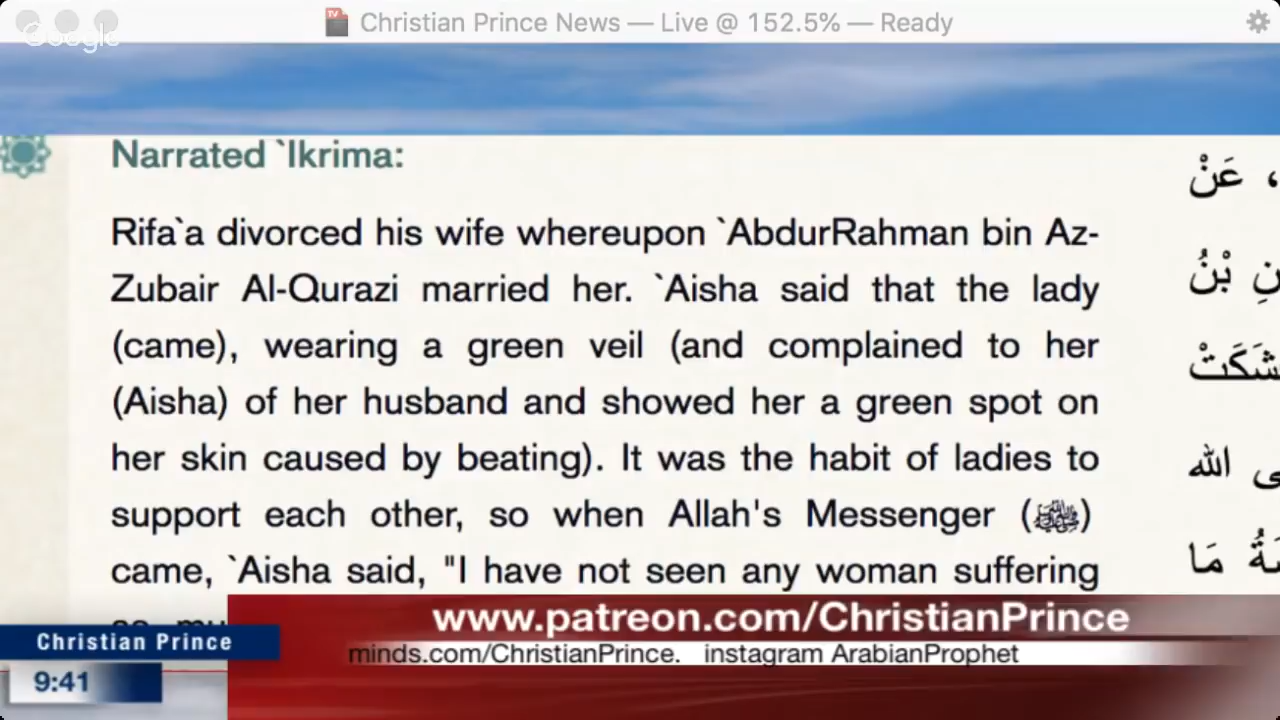 Christian Prince News — Live @ 152.5% — Ready
Google
Narrated `Ikrima:
Rifa`a divorced his wife whereupon `AbdurRahman bin Az-
Zubair Al-Qurazi married her. `Aisha said that the lady
(came), wearing a green veil (and complained to her
(Aisha) of her husband and showed her a green spot on
her skin caused by beating). It was the habit of ladies to
support each other, so when Allah's Messenger (ﷺ)
came, `Aisha said, "I have not seen any woman suffering
، عَنْ
نِ بْنُ
شَكَتْ
ى الله
مَا
www.patreon.com/ChristianPrince
Christian Prince
minds.com/ChristianPrince. instagram ArabianProphet
9:41